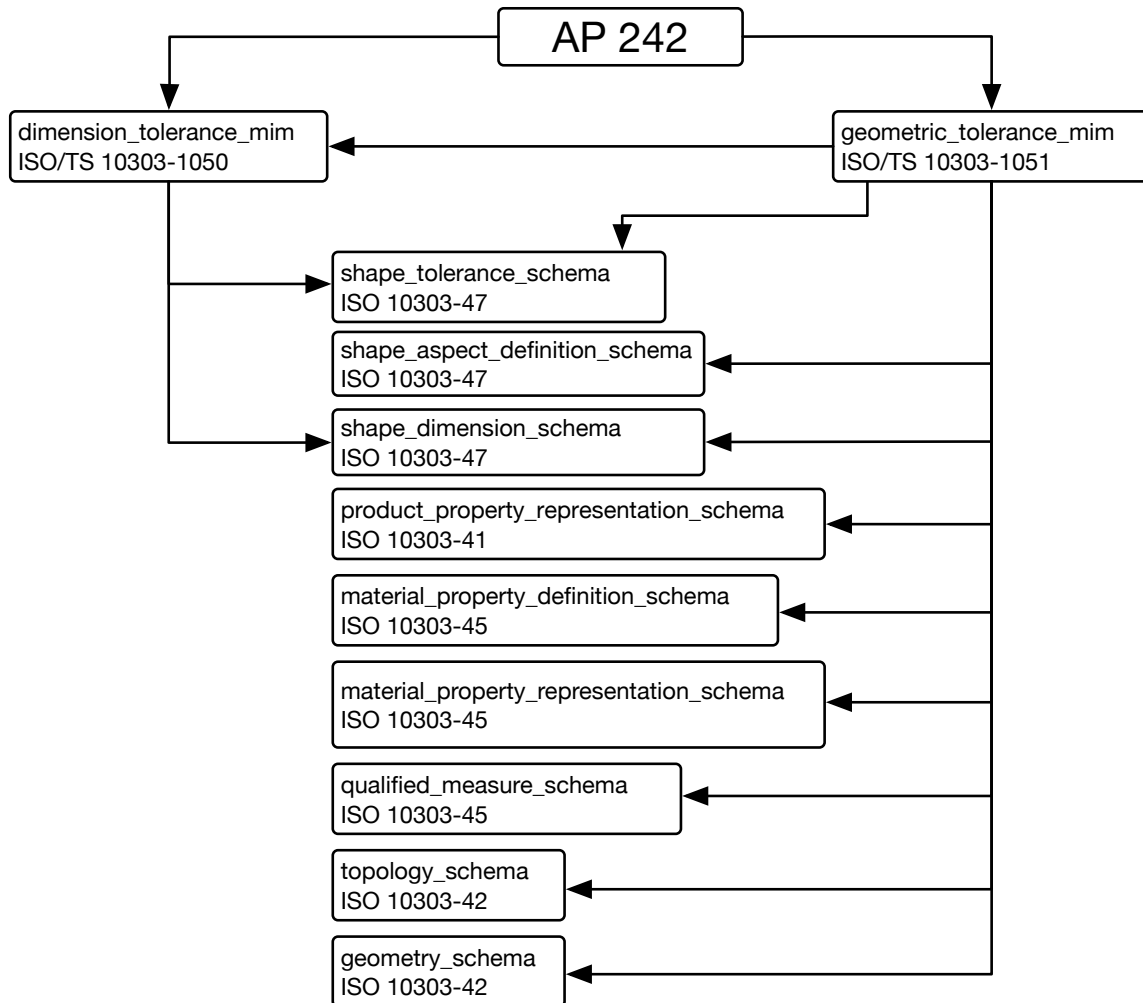 AP 242
dimension_tolerance_mim
ISO/TS 10303-1050
geometric_tolerance_mim
ISO/TS 10303-1051
shape_tolerance_schema
ISO 10303-47
shape_aspect_definition_schema
ISO 10303-47
shape_dimension_schema
ISO 10303-47
product_property_representation_schema
ISO 10303-41
material_property_definition_schema
ISO 10303-45
material_property_representation_schema
ISO 10303-45
qualified_measure_schema
ISO 10303-45
topology_schema
ISO 10303-42
geometry_schema
ISO 10303-42